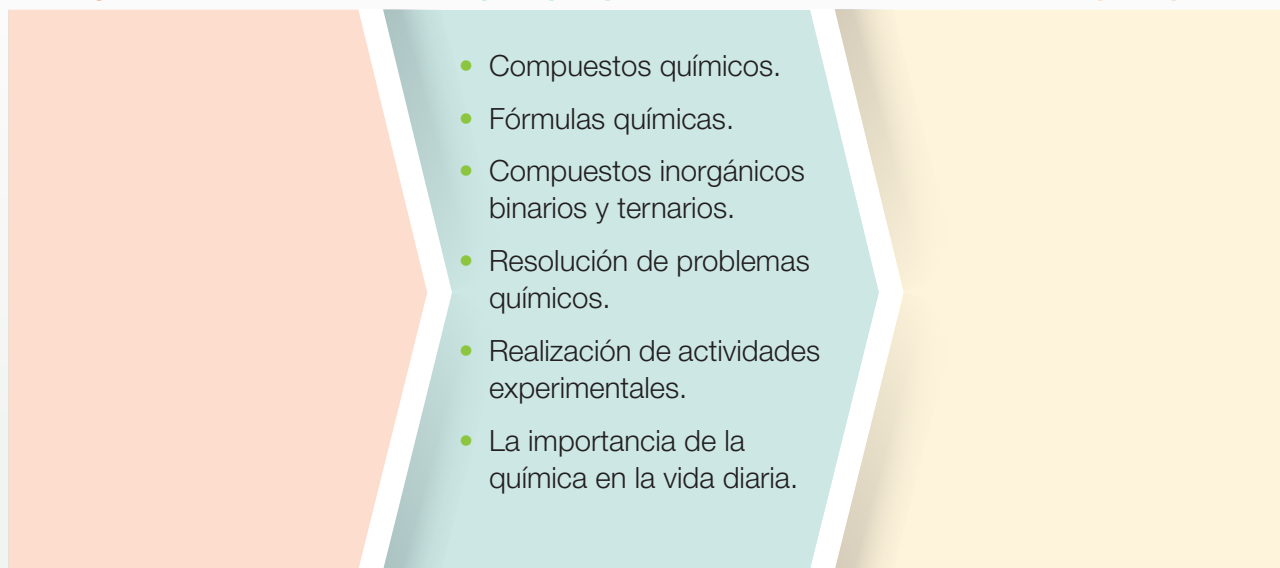 • Compuestos químicos.
• Fórmulas químicas.
• Compuestos inorgánicos
binarios y ternarios.
• Resolución de problemas
químicos.
• Realización de actividades
experimentales.
• La importancia de la
química en la vida diaria.